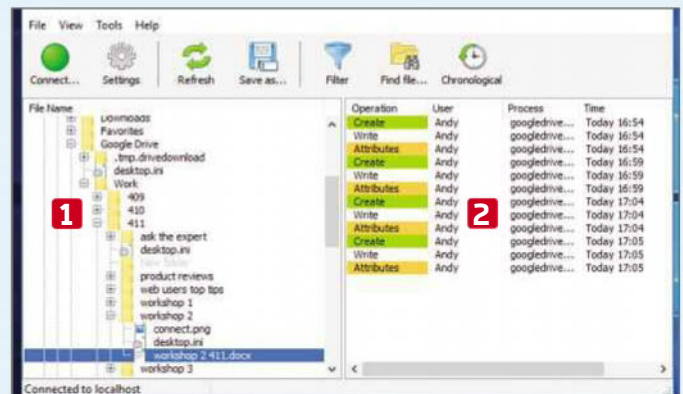 File View Tools Help
Connect... Settings Refresh Save as... Filter Find file... Chronological
File Name
Downloads
Favorites
Google Drive
.tmp.drivedownload
desktop.ini
Work
409
410
411
ask the expert
desktop.ini
New folder
product reviews
web users top tips
workshop 1
workshop 2
connect.png
desktop.ini
workshop 2 411.docx
workshop 3
1
Operation User Process Time
Create Andy googledrive... Today 16:54
Write Andy googledrive... Today 16:54
Attributes Andy googledrive... Today 16:54
Create Andy googledrive... Today 16:59
Write Andy googledrive... Today 16:59
Attributes Andy googledrive... Today 16:59
Create Andy googledrive... Today 17:04
Write Andy googledrive... Today 17:04
Attributes Andy googledrive... Today 17:04
Create Andy googledrive... Today 17:05
Write Andy googledrive... Today 17:05
Attributes Andy googledrive... Today 17:05
2
Connected to localhost